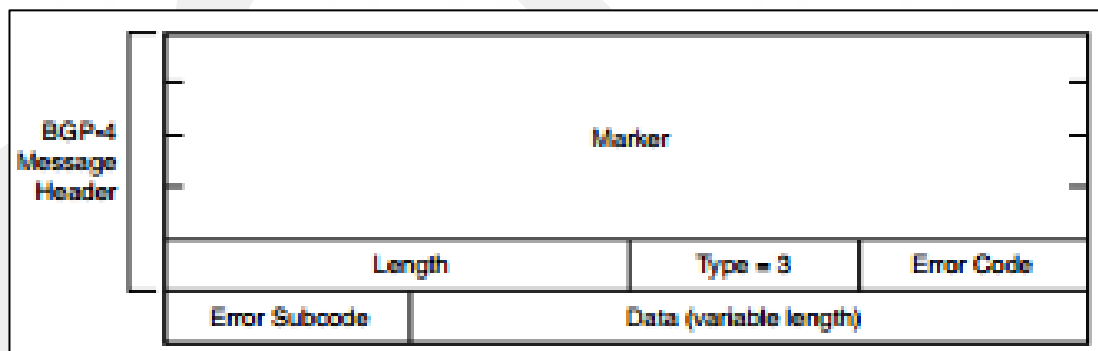 BGP-4
Message
Header
Marker
Length Type = 3 Error Code
Error Subcode Data (variable length)